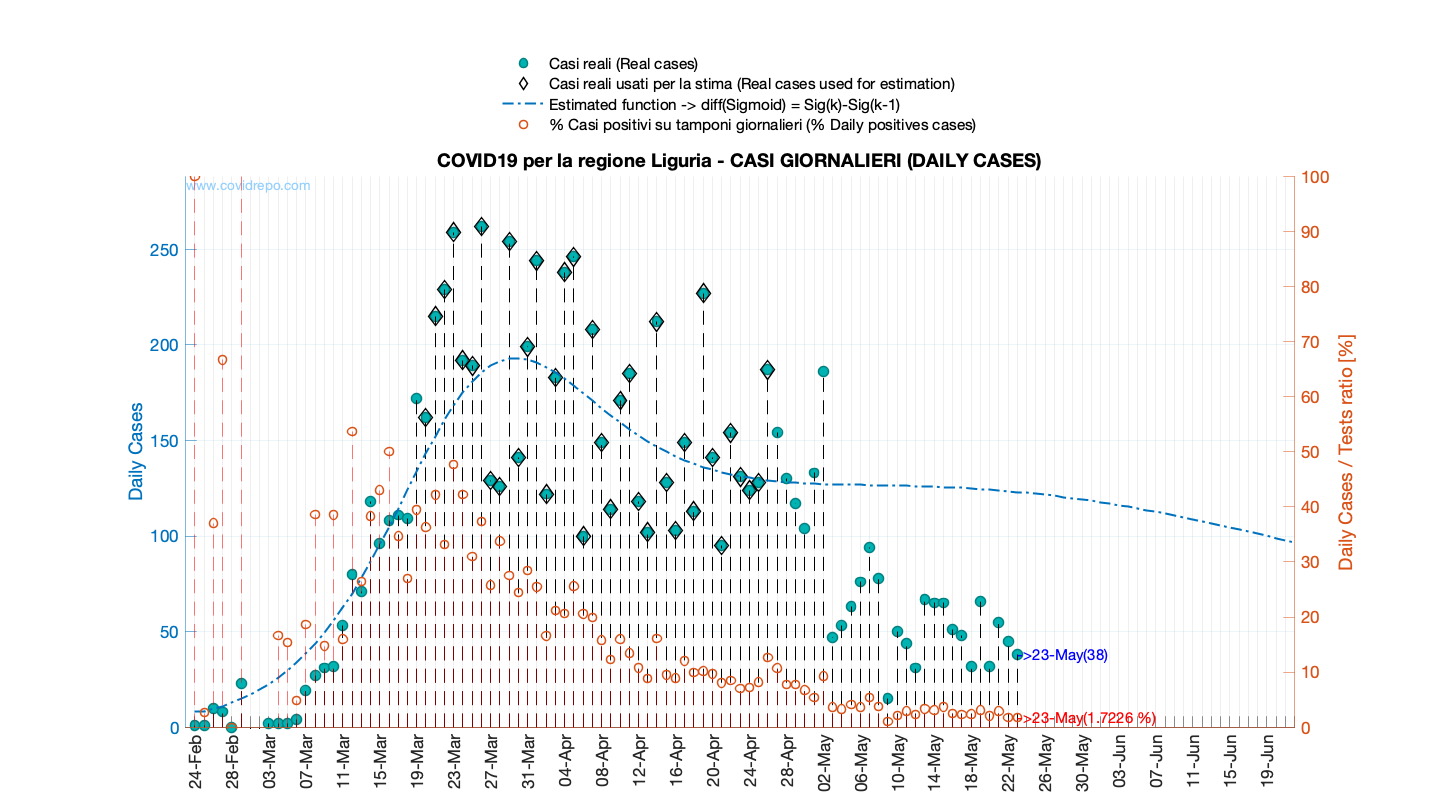 Casi reali (Real cases)
Casi reali usati per la stima (Real cases used for estimation)
Estimated function -> diff(Sigmoid) = Sig(k)-Sig(k-1)
% Casi positivi su tamponi giornalieri (% Daily positives cases)
COVID19 per la regione Liguria - CASI GIORNALIERI (DAILY CASES)
www.covidrepo.com
Daily Cases
250
200
150
100
50
0
100
90
80
70
60
50
40
30
20
10
0
Daily Cases / Tests ratio [%]
->23-May(38)
->23-May(1.7226 %)
24-Feb
28-Feb
03-Mar
07-Mar
11-Mar
15-Mar
19-Mar
23-Mar
27-Mar
31-Mar
04-Apr
08-Apr
12-Apr
16-Apr
20-Apr
24-Apr
28-Apr
02-May
06-May
10-May
14-May
18-May
22-May
26-May
30-May
03-Jun
07-Jun
11-Jun
15-Jun
19-Jun